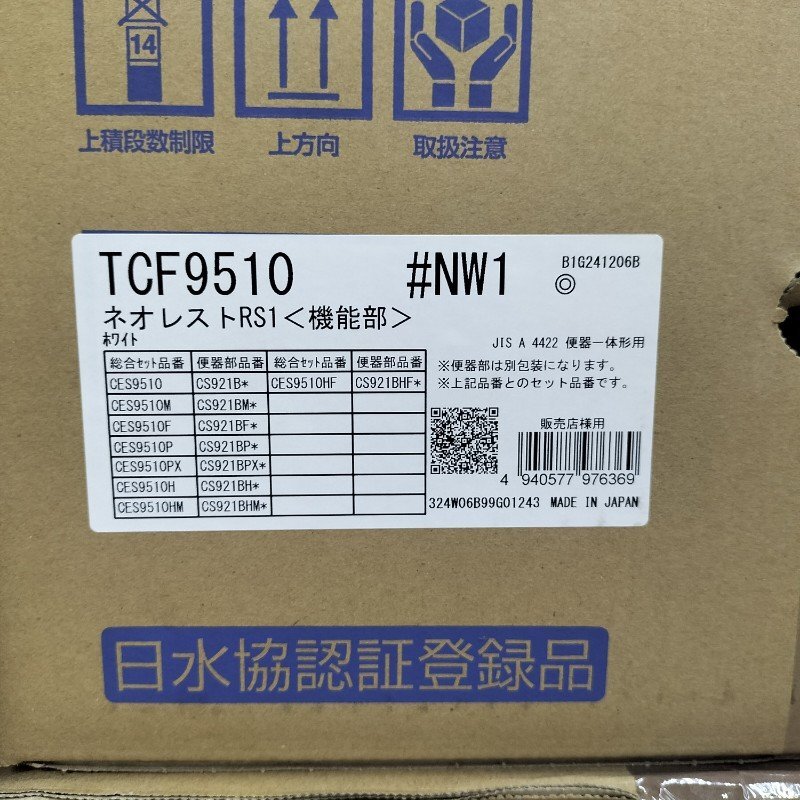 14
上積段数制限 上方向 取扱注意
TCF9510 #NW1 B1G241206B
ネオレストRS1＜機能部＞ ◎
ホワイト
JIS A 4422 便器一体形用
総合セット品番 便器部品番 総合セット品番 便器部品番
CES9510 CS921B* CES9510HF CS921BHF*
CES9510M CS921BM*
CES9510F CS921BF*
CES9510P CS921BP*
CES9510PX CS921BPX*
CES9510H CS921BH*
CES9510HM CS921BHM*
※便器部は別包装になります。
※上記品番とのセット品番です。
販売店様用
4 940577 976369
324W06B99G01243 MADE IN JAPAN
日水協認証登録品